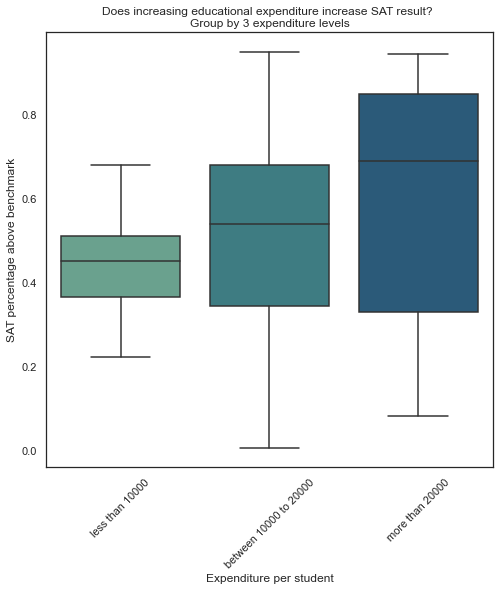 Does increasing educational expenditure increase SAT result?
Group by 3 expenditure levels
SAT percentage above benchmark
0.8
0.6
0.4
0.2
0.0
less than 10000
between 10000 to 20000
more than 20000
Expenditure per student